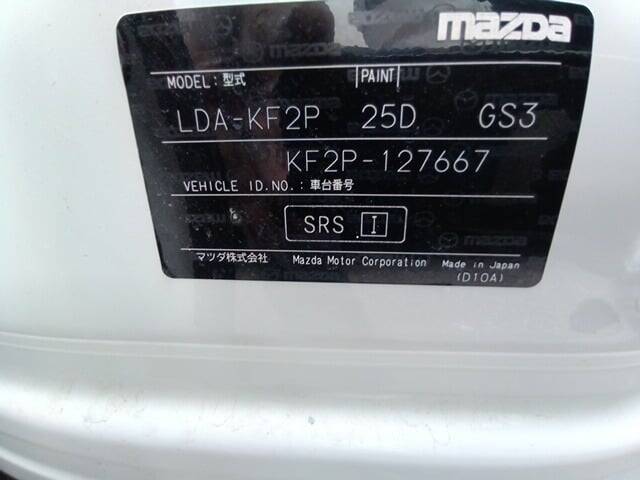 mazda
MODEL:型式 PAINT
LDA-KF2P 25D GS3
KF2P-127667
VEHICLE ID.NO.:車台番号
SRS I
マツダ株式会社 Mazda Motor Corporation Made in Japan
(D10A)